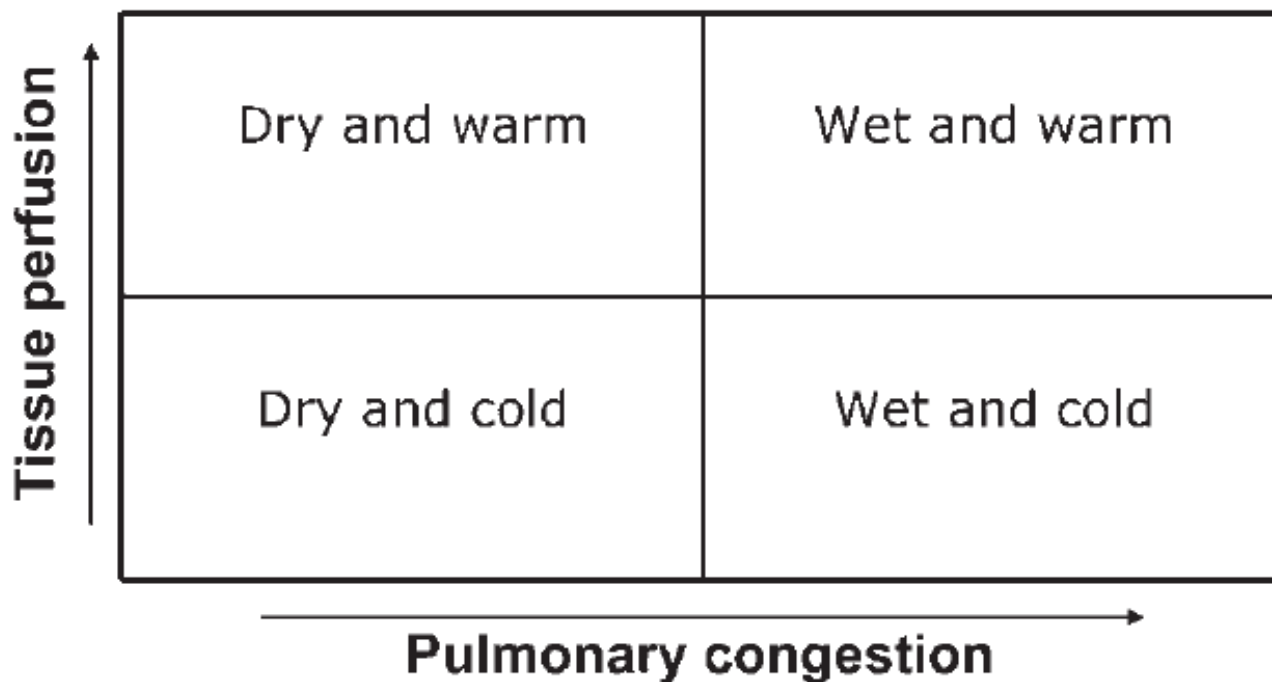 Tissue perfusion
Dry and warm
Wet and warm
Dry and cold
Wet and cold
Pulmonary congestion